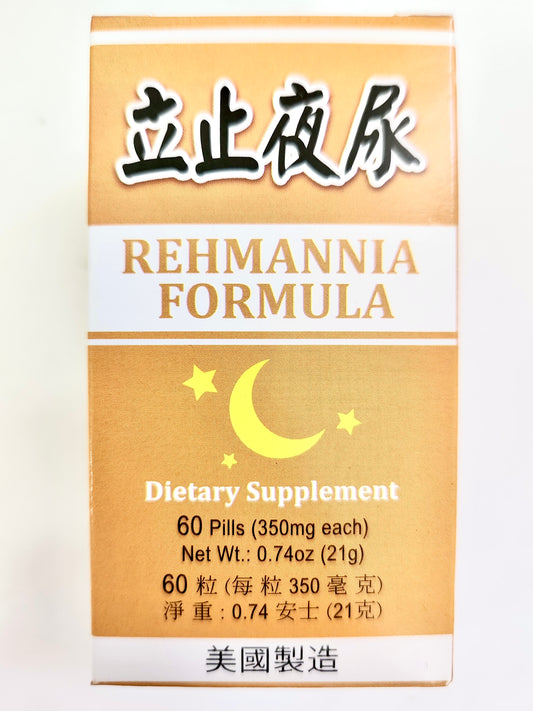 立止夜尿
REHMANNIA
FORMULA
Dietary Supplement
60 Pills (350mg each)
Net Wt.: 0.74oz (21g)
60 粒 (每 粒 350 毫 克)
淨 重 : 0.74 安士 (21克)
美國製造